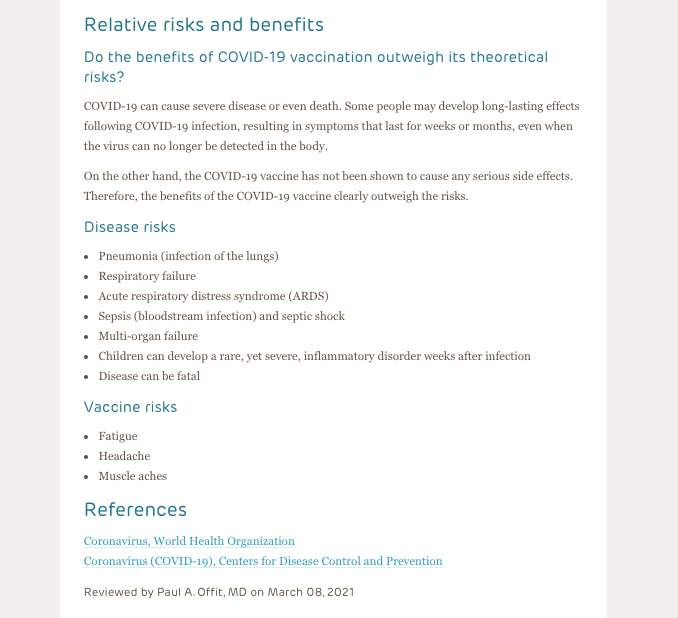 Relative risks and benefits
Do the benefits of COVID-19 vaccination outweigh its theoretical
risks?
COVID-19 can cause severe disease or even death. Some people may develop long-lasting effects
following COVID-19 infection, resulting in symptoms that last for weeks or months, even when
the virus can no longer be detected in the body.
On the other hand, the COVID-19 vaccine has not been shown to cause any serious side effects.
Therefore, the benefits of the COVID-19 vaccine clearly outweigh the risks.
Disease risks
• Pneumonia (infection of the lungs)
• Respiratory failure
• Acute respiratory distress syndrome (ARDS)
• Sepsis (bloodstream infection) and septic shock
• Multi-organ failure
• Children can develop a rare, yet severe, inflammatory disorder weeks after infection
• Disease can be fatal
Vaccine risks
• Fatigue
• Headache
• Muscle aches
References
Coronavirus, World Health Organization
Coronavirus (COVID-19), Centers for Disease Control and Prevention
Reviewed by Paul A. Offit, MD on March 08, 2021